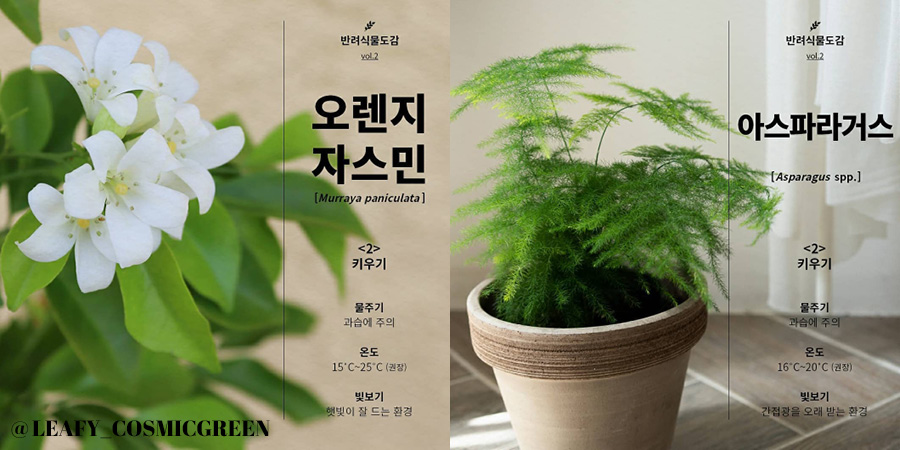 반려식물도감
vol.2
오렌지
자스민
[Murraya paniculata]
<2>
키우기
물주기
과습에 주의
온도
15˚C~25˚C (권장)
빛보기
햇빛이 잘 드는 환경
@LEAFY_COSMICGREEN
반려식물도감
vol.2
아스파라거스
[Asparagus spp.]
<2>
키우기
물주기
과습에 주의
온도
16˚C~20˚C (권장)
빛보기
간접광을 오래 받는 환경